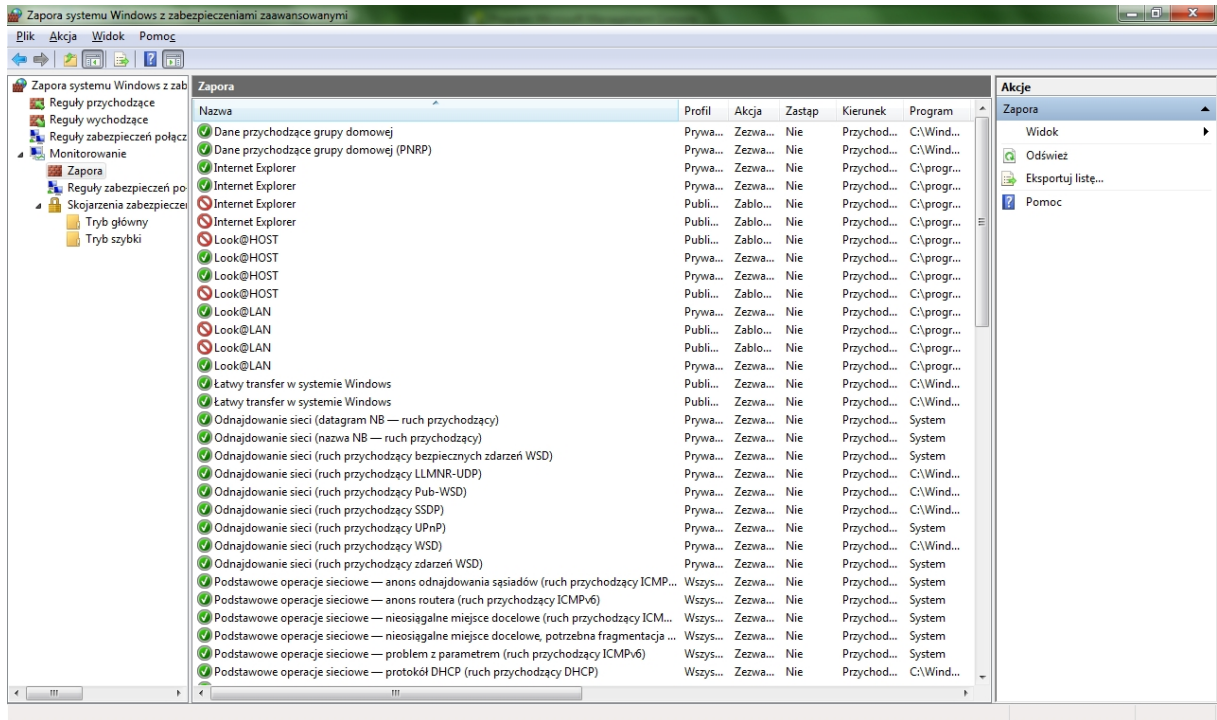 Zapora systemu Windows z zabezpieczeniami zaawansowanymi
Plik Akcja Widok Pomoc
Zapora systemu Windows z zab
Reguły przychodzące
Reguły wychodzące
Reguły zabezpieczeń połącz
Monitorowanie
Zapora
Reguły zabezpieczeń po
Skojarzenia zabezpieczeń
Tryb główny
Tryb szybki
Zapora
Nazwa Profil Akcja Zastąp Kierunek Program
Dane przychodzące grupy domowej Prywa... Zezwa... Nie Przychod... C:\Wind...
Dane przychodzące grupy domowej (PNRP) Prywa... Zezwa... Nie Przychod... C:\Wind...
Internet Explorer Prywa... Zezwa... Nie Przychod... C:\progr...
Internet Explorer Prywa... Zezwa... Nie Przychod... C:\progr...
Internet Explorer Publi... Zablo... Nie Przychod... C:\progr...
Internet Explorer Publi... Zablo... Nie Przychod... C:\progr...
Look@HOST Publi... Zablo... Nie Przychod... C:\progr...
Look@HOST Prywa... Zezwa... Nie Przychod... C:\progr...
Look@HOST Prywa... Zezwa... Nie Przychod... C:\progr...
Look@HOST Publi... Zablo... Nie Przychod... C:\progr...
Look@LAN Prywa... Zezwa... Nie Przychod... C:\progr...
Look@LAN Publi... Zablo... Nie Przychod... C:\progr...
Look@LAN Publi... Zablo... Nie Przychod... C:\progr...
Look@LAN Prywa... Zezwa... Nie Przychod... C:\progr...
Łatwy transfer w systemie Windows Publi... Zezwa... Nie Przychod... C:\Wind...
Łatwy transfer w systemie Windows Publi... Zezwa... Nie Przychod... C:\Wind...
Odnajdowanie sieci (datagram NB — ruch przychodzący) Prywa... Zezwa... Nie Przychod... System
Odnajdowanie sieci (nazwa NB — ruch przychodzący) Prywa... Zezwa... Nie Przychod... System
Odnajdowanie sieci (ruch przychodzący bezpiecznych zdarzeń WSD) Prywa... Zezwa... Nie Przychod... System
Odnajdowanie sieci (ruch przychodzący LLMNR-UDP) Prywa... Zezwa... Nie Przychod... C:\Wind...
Odnajdowanie sieci (ruch przychodzący Pub-WSD) Prywa... Zezwa... Nie Przychod... C:\Wind...
Odnajdowanie sieci (ruch przychodzący SSDP) Prywa... Zezwa... Nie Przychod... C:\Wind...
Odnajdowanie sieci (ruch przychodzący UPnP) Prywa... Zezwa... Nie Przychod... System
Odnajdowanie sieci (ruch przychodzący WSD) Prywa... Zezwa... Nie Przychod... C:\Wind...
Odnajdowanie sieci (ruch przychodzący zdarzeń WSD) Prywa... Zezwa... Nie Przychod... System
Podstawowe operacje sieciowe — anons odnajdowania sąsiadów (ruch przychodzący ICMP... Wszys... Zezwa... Nie Przychod... System
Podstawowe operacje sieciowe — anons routera (ruch przychodzący ICMPv6) Wszys... Zezwa... Nie Przychod... System
Podstawowe operacje sieciowe — nieosiągalne miejsce docelowe (ruch przychodzący ICM... Wszys... Zezwa... Nie Przychod... System
Podstawowe operacje sieciowe — nieosiągalne miejsce docelowe, potrzebna fragmentacja ... Wszys... Zezwa... Nie Przychod... System
Podstawowe operacje sieciowe — problem z parametrem (ruch przychodzący ICMPv6) Wszys... Zezwa... Nie Przychod... System
Podstawowe operacje sieciowe — protokół DHCP (ruch przychodzący DHCP) Wszys... Zezwa... Nie Przychod... C:\Wind...
Akcje
Zapora
Widok
Odśwież
Eksportuj listę...
Pomoc